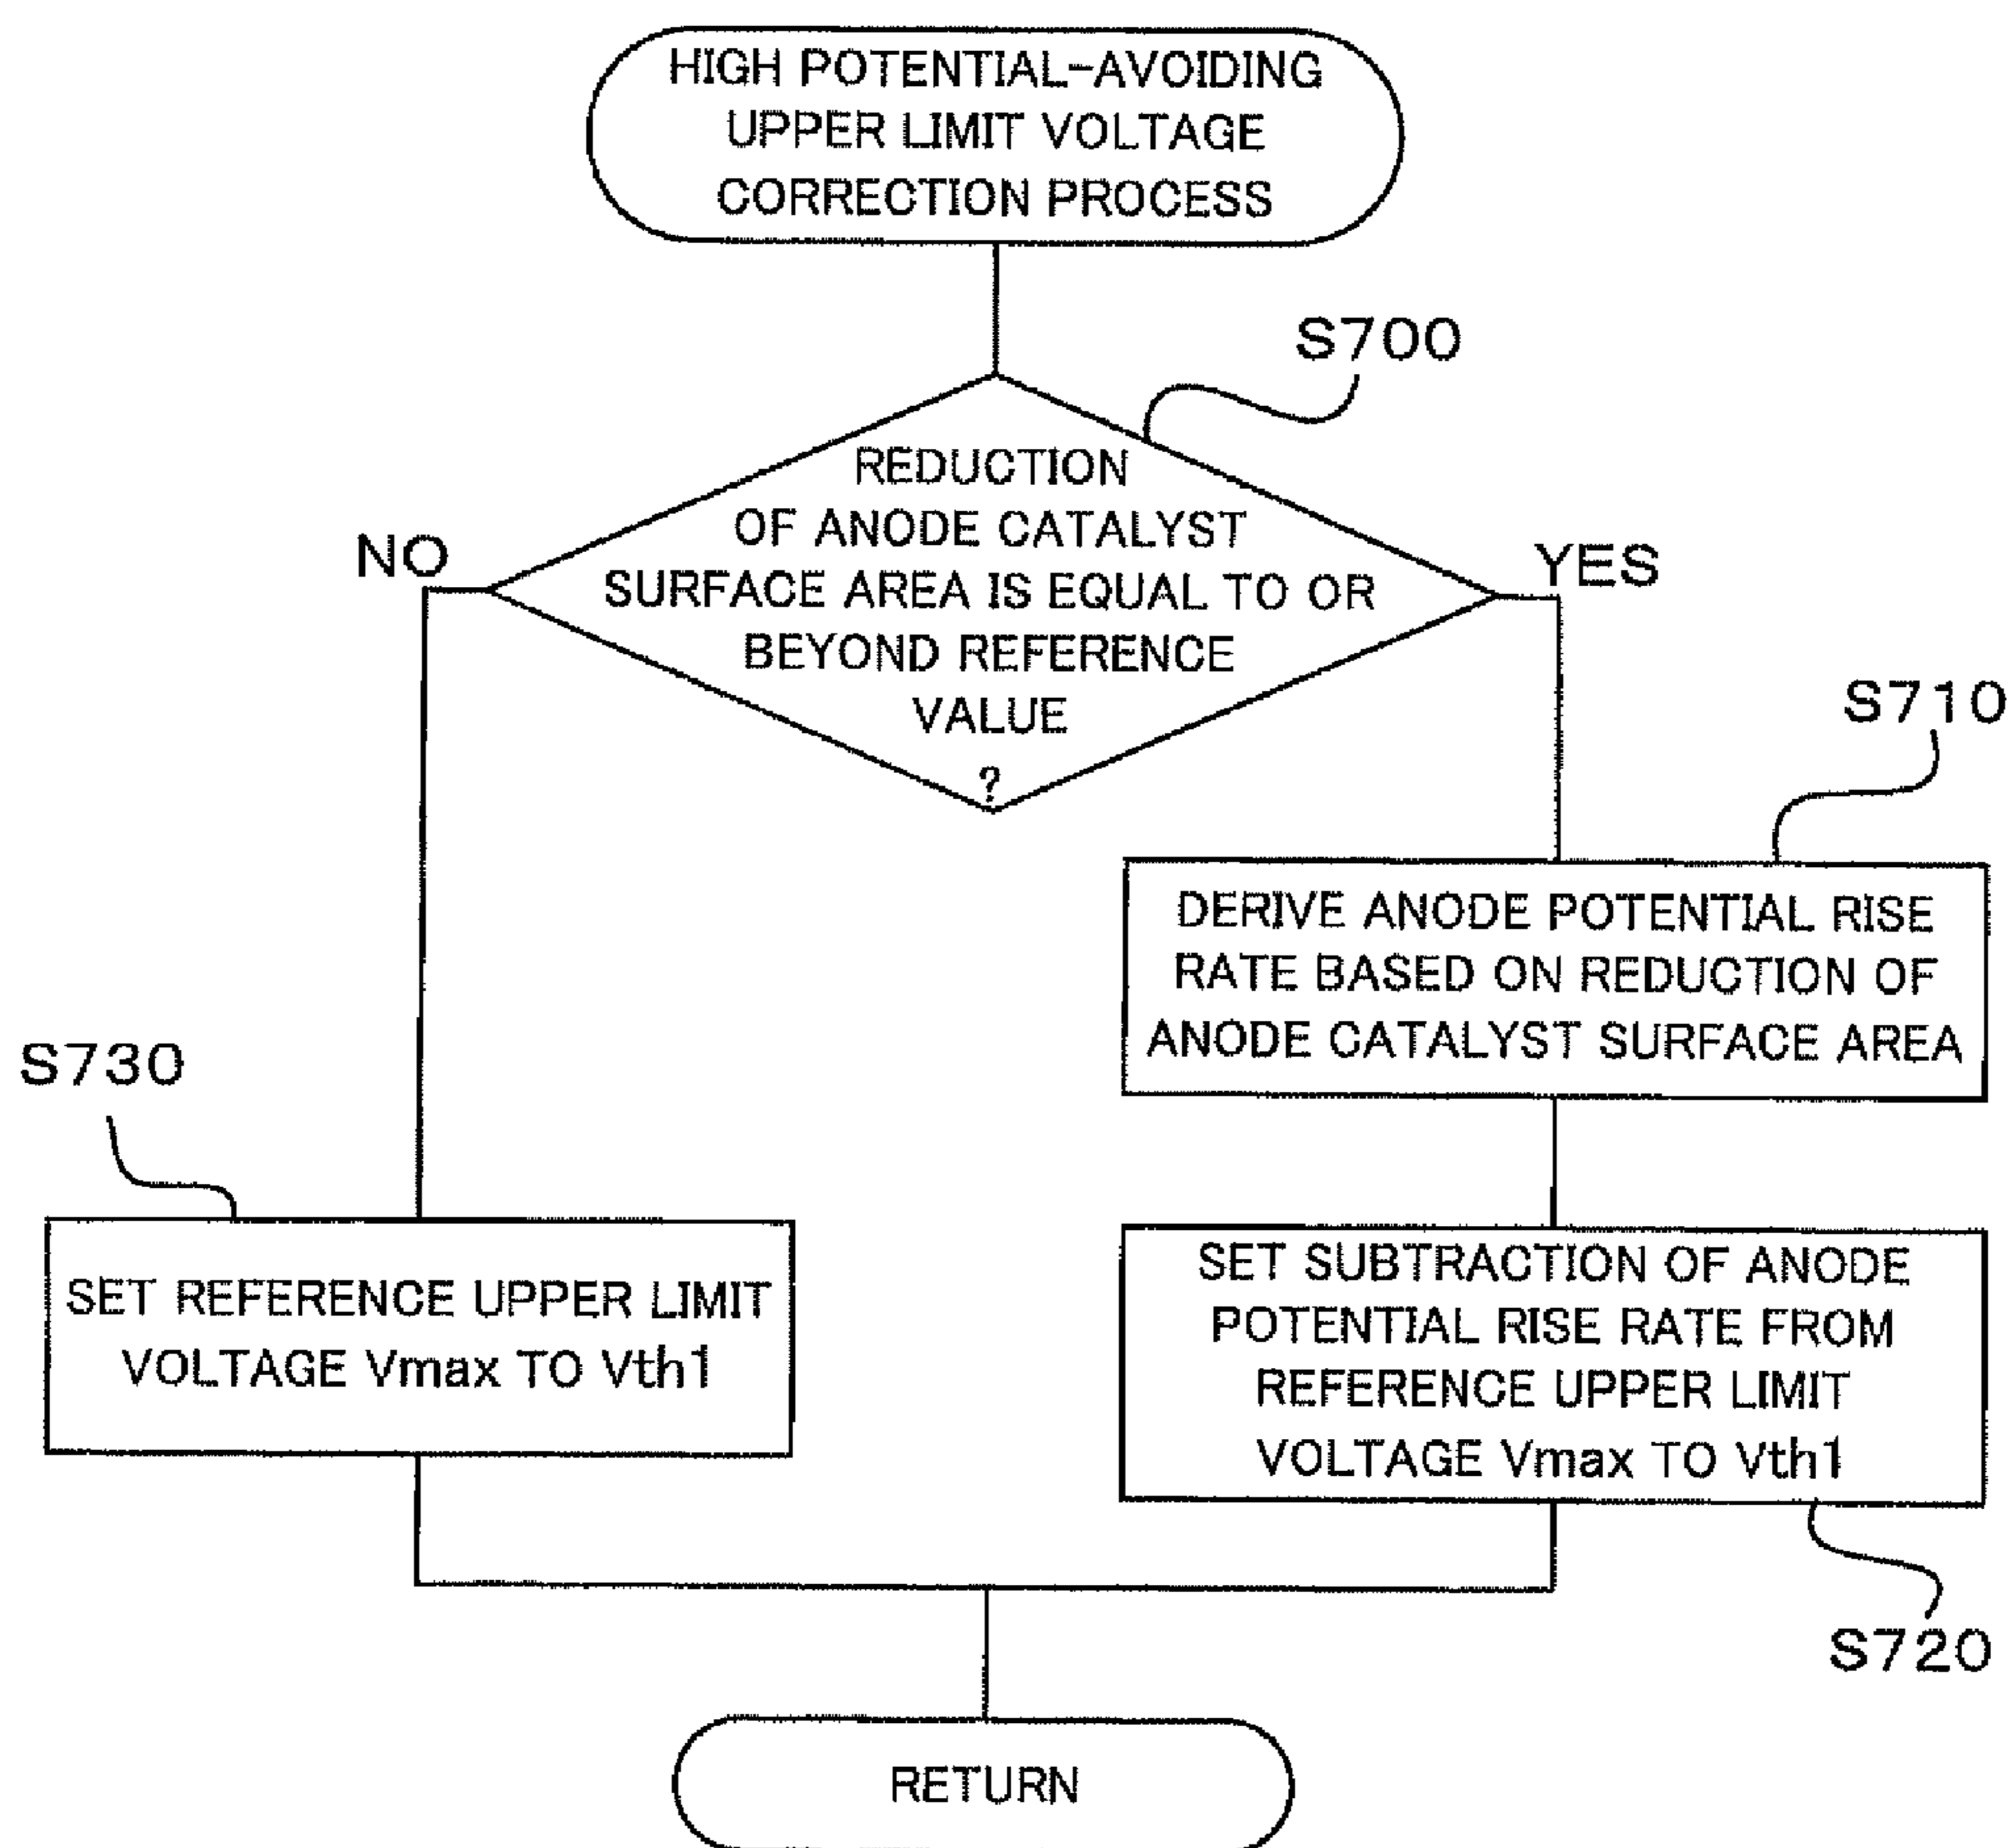 HIGH POTENTIAL-AVOIDING
UPPER LIMIT VOLTAGE
CORRECTION PROCESS
S700
REDUCTION
OF ANODE CATALYST
SURFACE AREA IS EQUAL TO OR
BEYOND REFERENCE
VALUE
?
NO
YES
S710
DERIVE ANODE POTENTIAL RISE
RATE BASED ON REDUCTION OF
ANODE CATALYST SURFACE AREA
S730
SET REFERENCE UPPER LIMIT
VOLTAGE Vmax TO Vth1
SET SUBTRACTION OF ANODE
POTENTIAL RISE RATE FROM
REFERENCE UPPER LIMIT
VOLTAGE Vmax TO Vth1
S720
RETURN